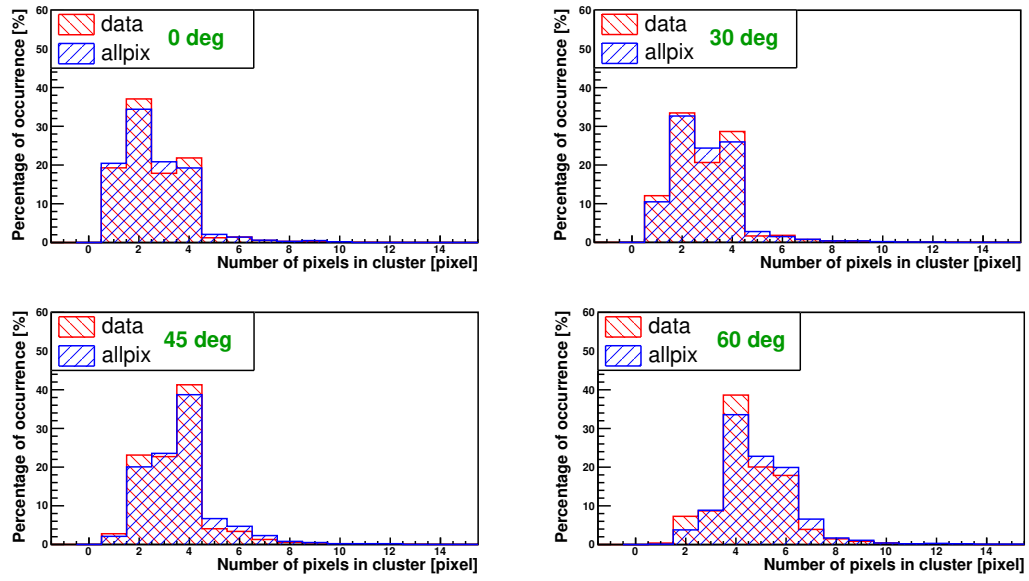 Percentage of occurrence [%]
60
50
40
30
20
10
0
data
allpix
0 deg
0 2 4 6 8 10 12 14
Number of pixels in cluster [pixel]
Percentage of occurrence [%]
60
50
40
30
20
10
0
data
allpix
30 deg
0 2 4 6 8 10 12 14
Number of pixels in cluster [pixel]
Percentage of occurrence [%]
60
50
40
30
20
10
0
data
allpix
45 deg
0 2 4 6 8 10 12 14
Number of pixels in cluster [pixel]
Percentage of occurrence [%]
60
50
40
30
20
10
0
data
allpix
60 deg
0 2 4 6 8 10 12 14
Number of pixels in cluster [pixel]